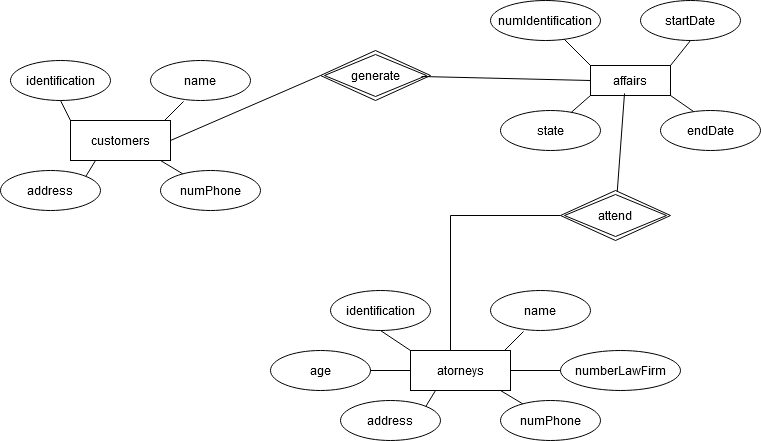 numIdentification
startDate
generate
identification
name
affairs
customers
state
endDate
address
numPhone
attend
identification
name
age
atorneys
numberLawFirm
address
numPhone